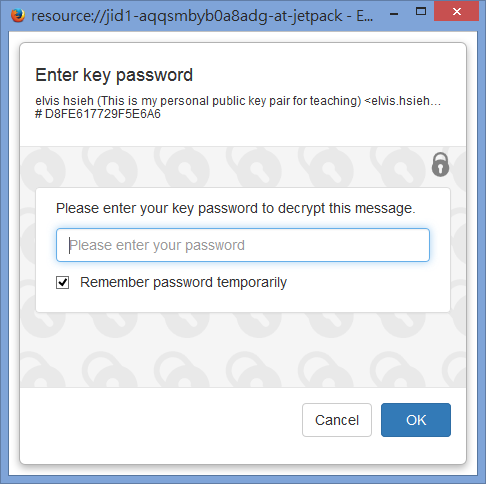 resource://jid1-aqqsmbyb0a8adg-at-jetpack - E...
Enter key password
elvis hsieh (This is my personal public key pair for teaching) <elvis.hsieh...
# D8FE617729F5E6A6
Please enter your key password to decrypt this message.
Please enter your password
Remember password temporarily
Cancel
OK